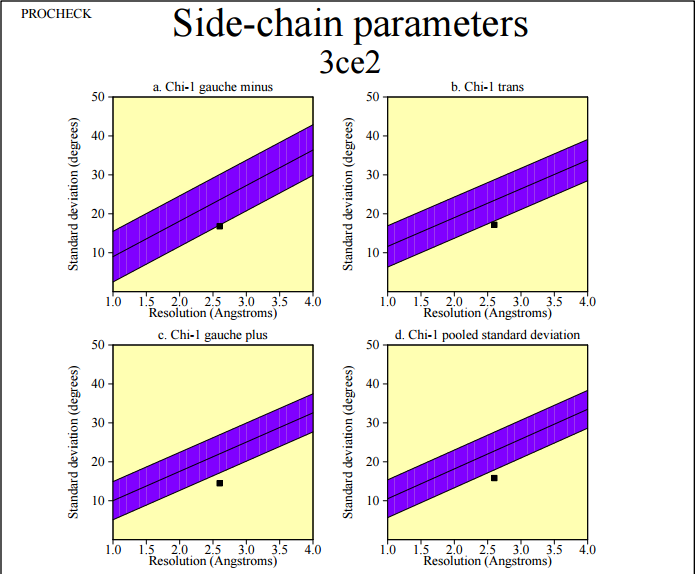 PROCHECK
Side-chain parameters
3ce2
a. Chi-1 gauche minus
Standard deviation (degrees)
50
40
30
20
10
1.0 1.5 2.0 2.5 3.0 3.5 4.0
Resolution (Angstroms)
b. Chi-1 trans
Standard deviation (degrees)
50
40
30
20
10
1.0 1.5 2.0 2.5 3.0 3.5 4.0
Resolution (Angstroms)
c. Chi-1 gauche plus
Standard deviation (degrees)
50
40
30
20
10
1.0 1.5 2.0 2.5 3.0 3.5 4.0
Resolution (Angstroms)
d. Chi-1 pooled standard deviation
Standard deviation (degrees)
50
40
30
20
10
1.0 1.5 2.0 2.5 3.0 3.5 4.0
Resolution (Angstroms)